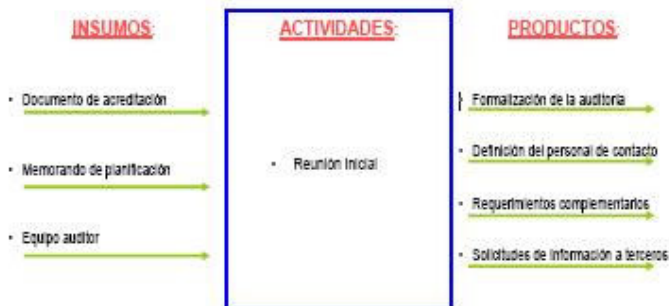 INSUMOS:
• Documento de acreditación
• Memorando de planificación
• Equipo auditor
ACTIVIDADES:
• Reunión Inicial
PRODUCTOS:
} Formalización de la auditoria
• Definición del personal de contacto
• Requerimientos complementarios
• Solicitudes de información a terceros